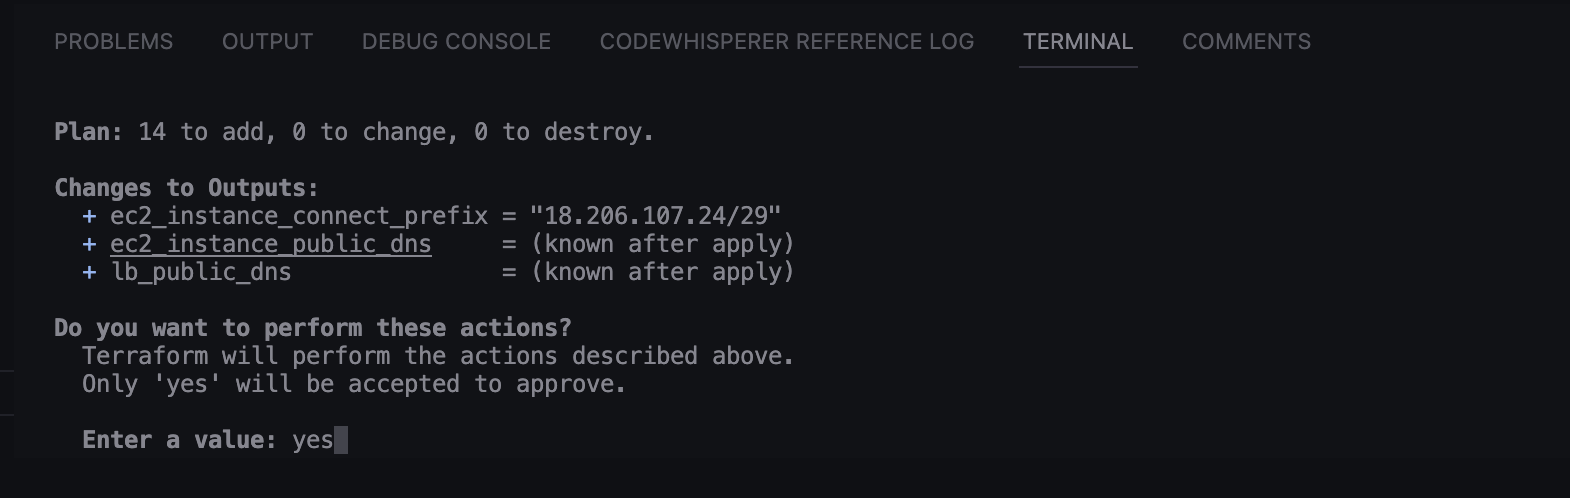 PROBLEMS OUTPUT DEBUG CONSOLE CODEWHISPERER REFERENCE LOG TERMINAL COMMENTS
Plan: 14 to add, 0 to change, 0 to destroy.
Changes to Outputs:
+ ec2_instance_connect_prefix = "18.206.107.24/29"
+ ec2_instance_public_dns = (known after apply)
+ lb_public_dns = (known after apply)
Do you want to perform these actions?
Terraform will perform the actions described above.
Only 'yes' will be accepted to approve.
Enter a value: yes